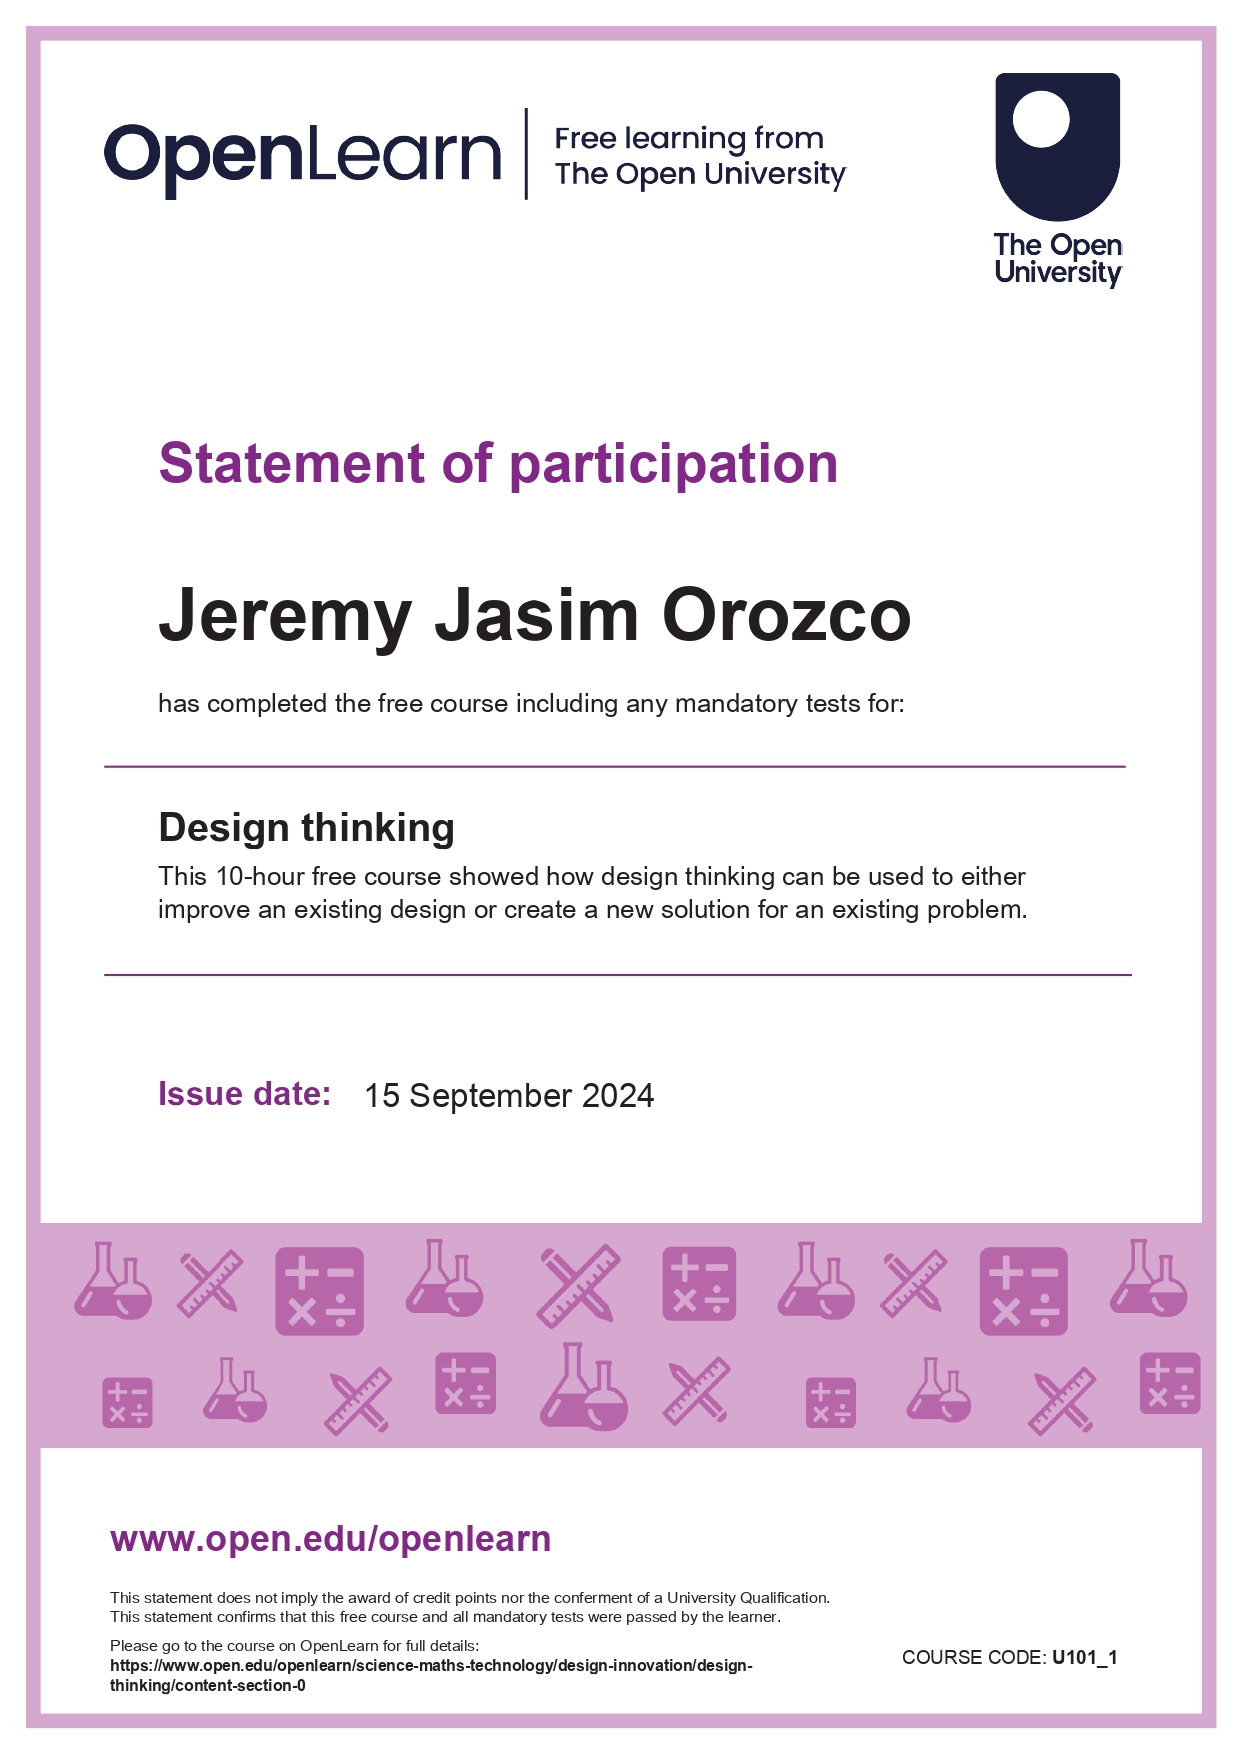 OpenLearn
Free learning from
The Open University
The Open
University
Statement of participation
Jeremy Jasim Orozco
has completed the free course including any mandatory tests for:
Design thinking
This 10-hour free course showed how design thinking can be used to either
improve an existing design or create a new solution for an existing problem.
Issue date: 15 September 2024
www.open.edu/openlearn
This statement does not imply the award of credit points nor the conferment of a University Qualification.
This statement confirms that this free course and all mandatory tests were passed by the learner.
Please go to the course on OpenLearn for full details:
https://www.open.edu/openlearn/science-maths-technology/design-innovation/design-
thinking/content-section-0
COURSE CODE: U101_1